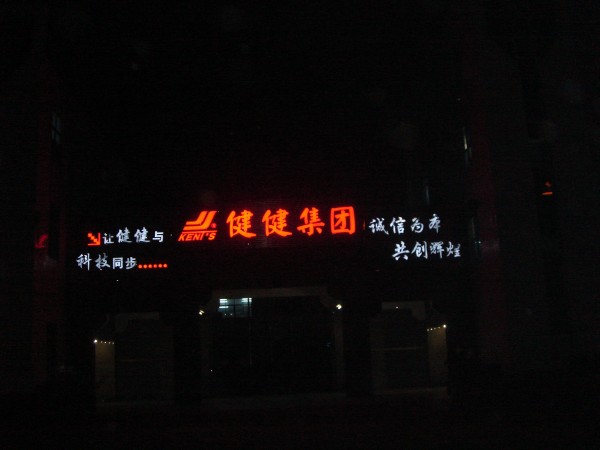 让健健与
科技同步......
KENI'S
健健集团
诚信为本
共创辉煌